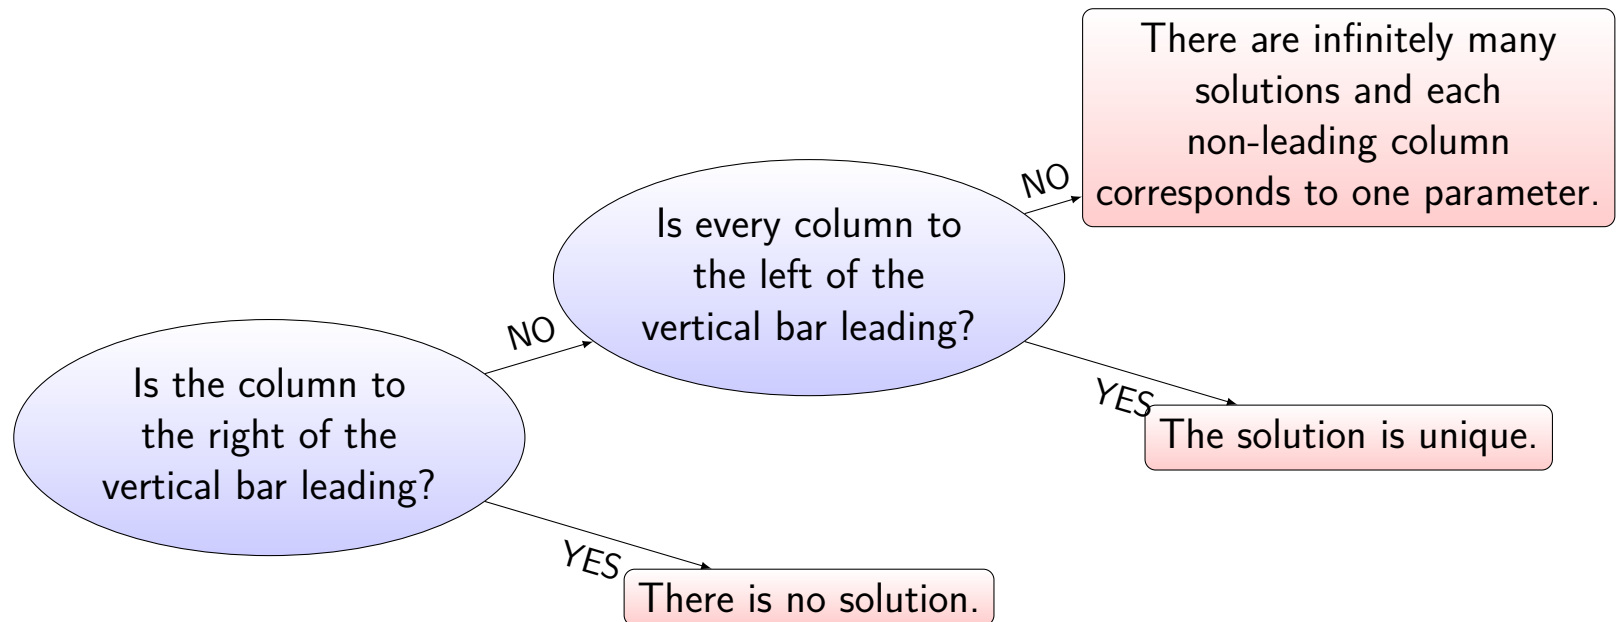 Is the column to
the right of the
vertical bar leading?
NO
Is every column to
the left of the
vertical bar leading?
NO
There are infinitely many
solutions and each
non-leading column
corresponds to one parameter.
YES
The solution is unique.
YES
There is no solution.